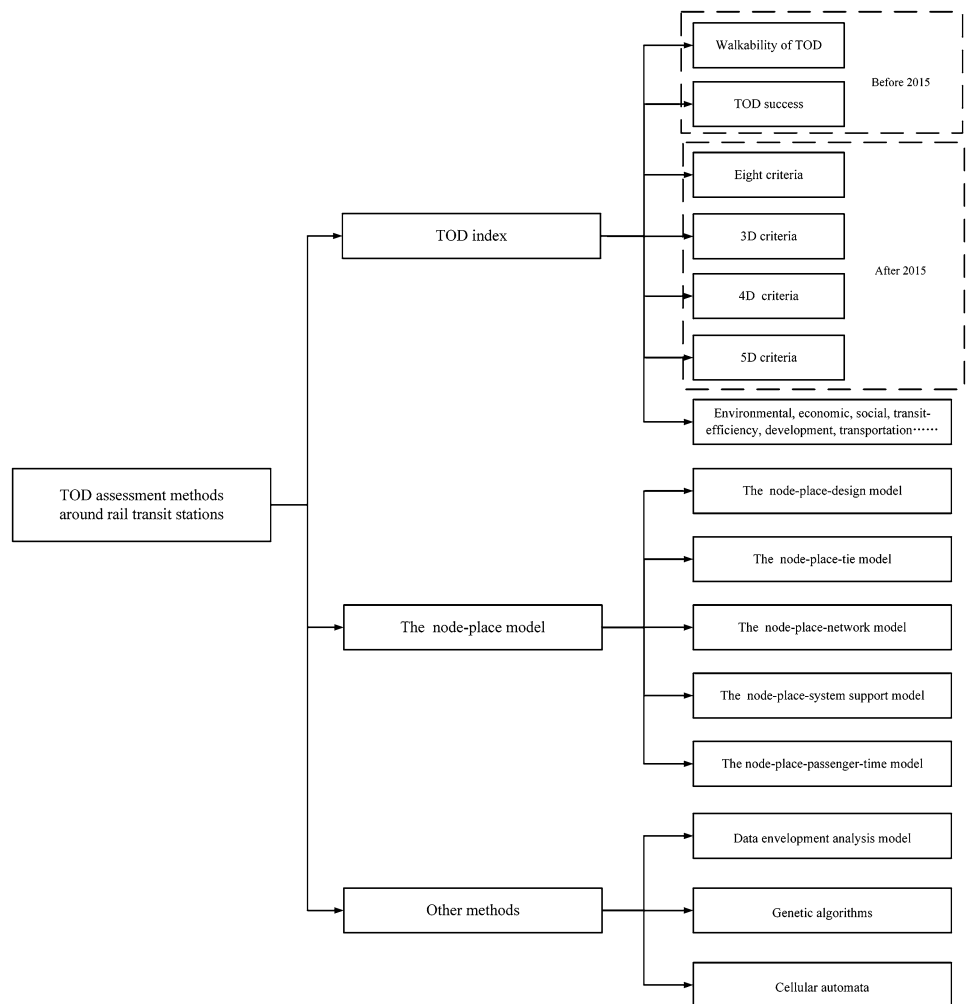 Walkability of TOD
Before 2015
TOD success
Eight criteria
TOD index
3D criteria
After 2015
4D criteria
5D criteria
Environmental, economic, social, transit-
efficiency, development, transportation······
TOD assessment methods
around rail transit stations
The node-place-design model
The node-place-tie model
The node-place model
The node-place-network model
The node-place-system support model
The node-place-passenger-time model
Data envelopment analysis model
Other methods
Genetic algorithms
Cellular automata